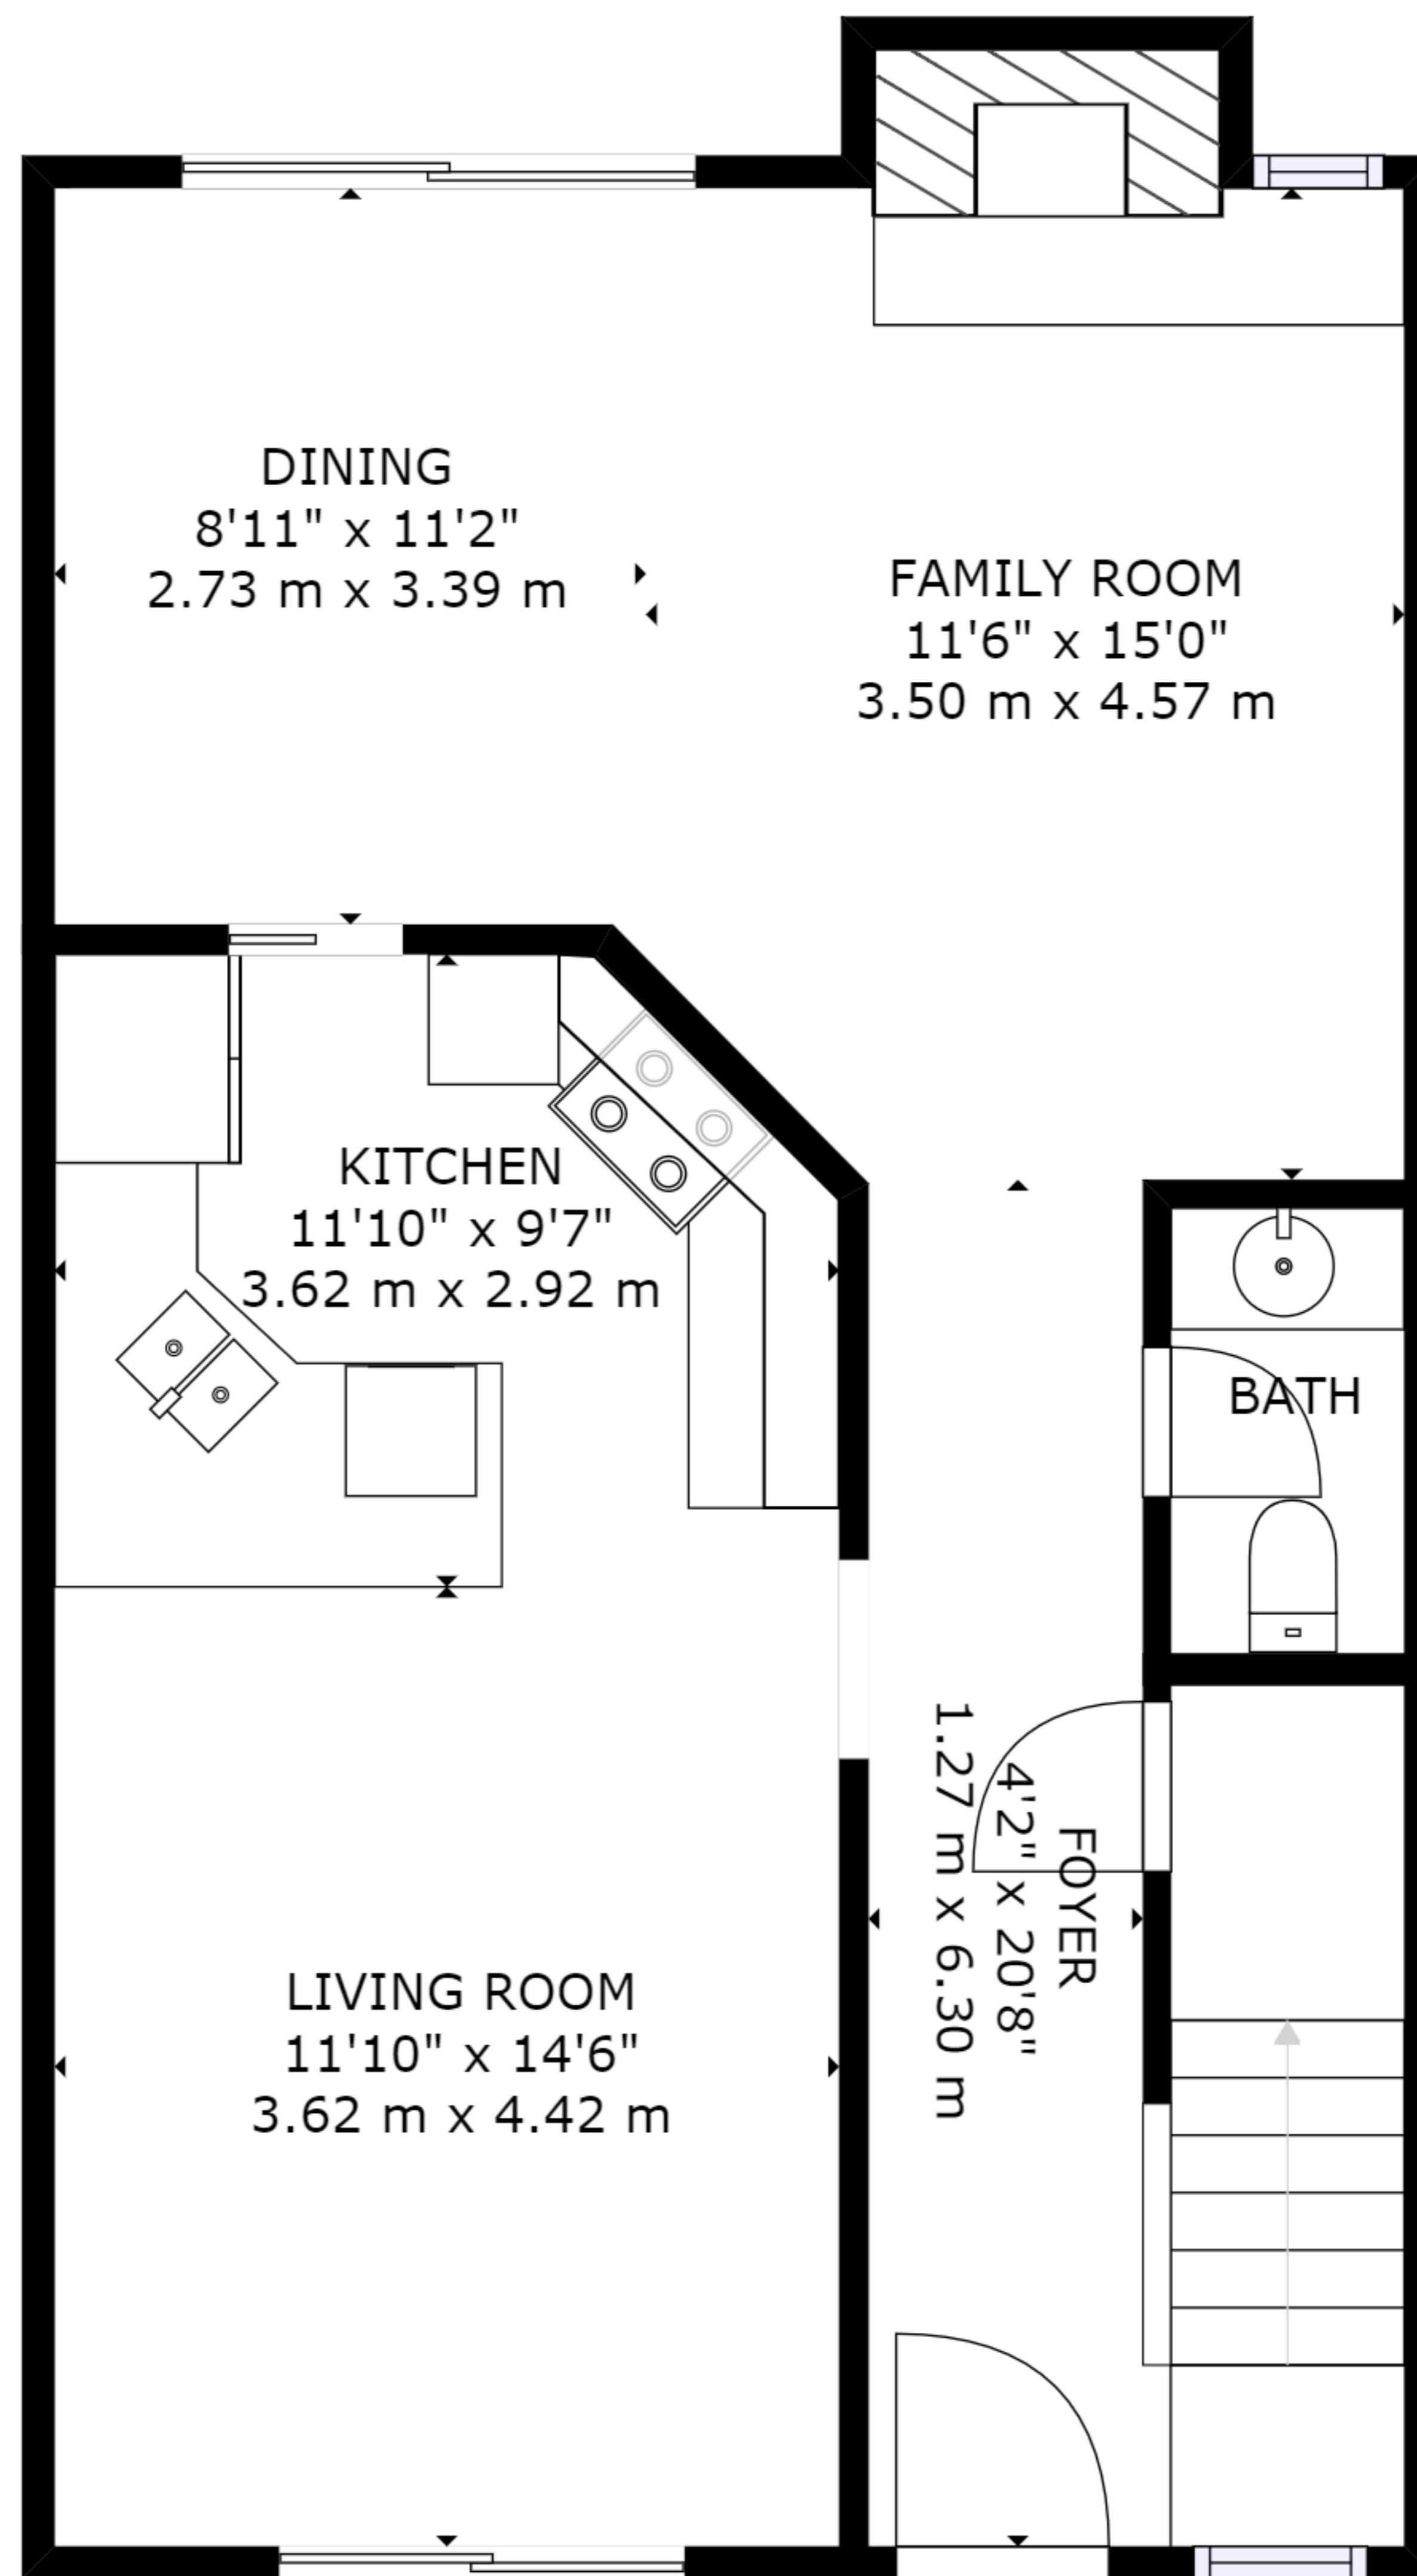 DINING
8'11" x 11'2"
2.73 m x 3.39 m
FAMILY ROOM
11'6" x 15'0"
3.50 m x 4.57 m
KITCHEN
11'10" x 9'7"
3.62 m x 2.92 m
BATH
FOYER
4'2" x 20'8"
1.27 m x 6.30 m
LIVING ROOM
11'10" x 14'6"
3.62 m x 4.42 m